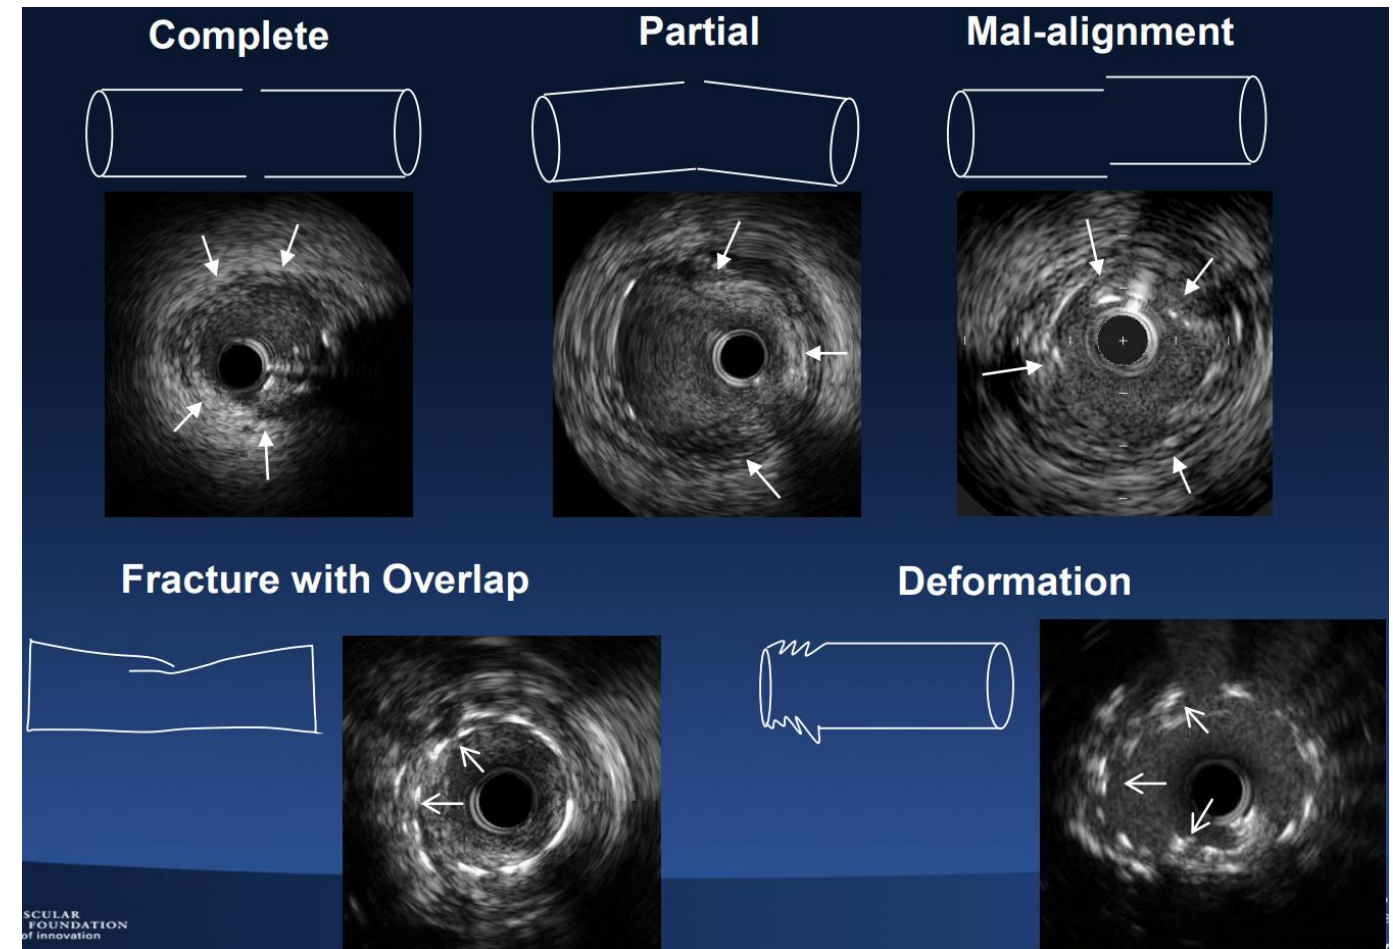 Complete
Partial
Mal-alignment
Fracture with Overlap
Deformation
SCULAR
FOUNDATION
of innovation